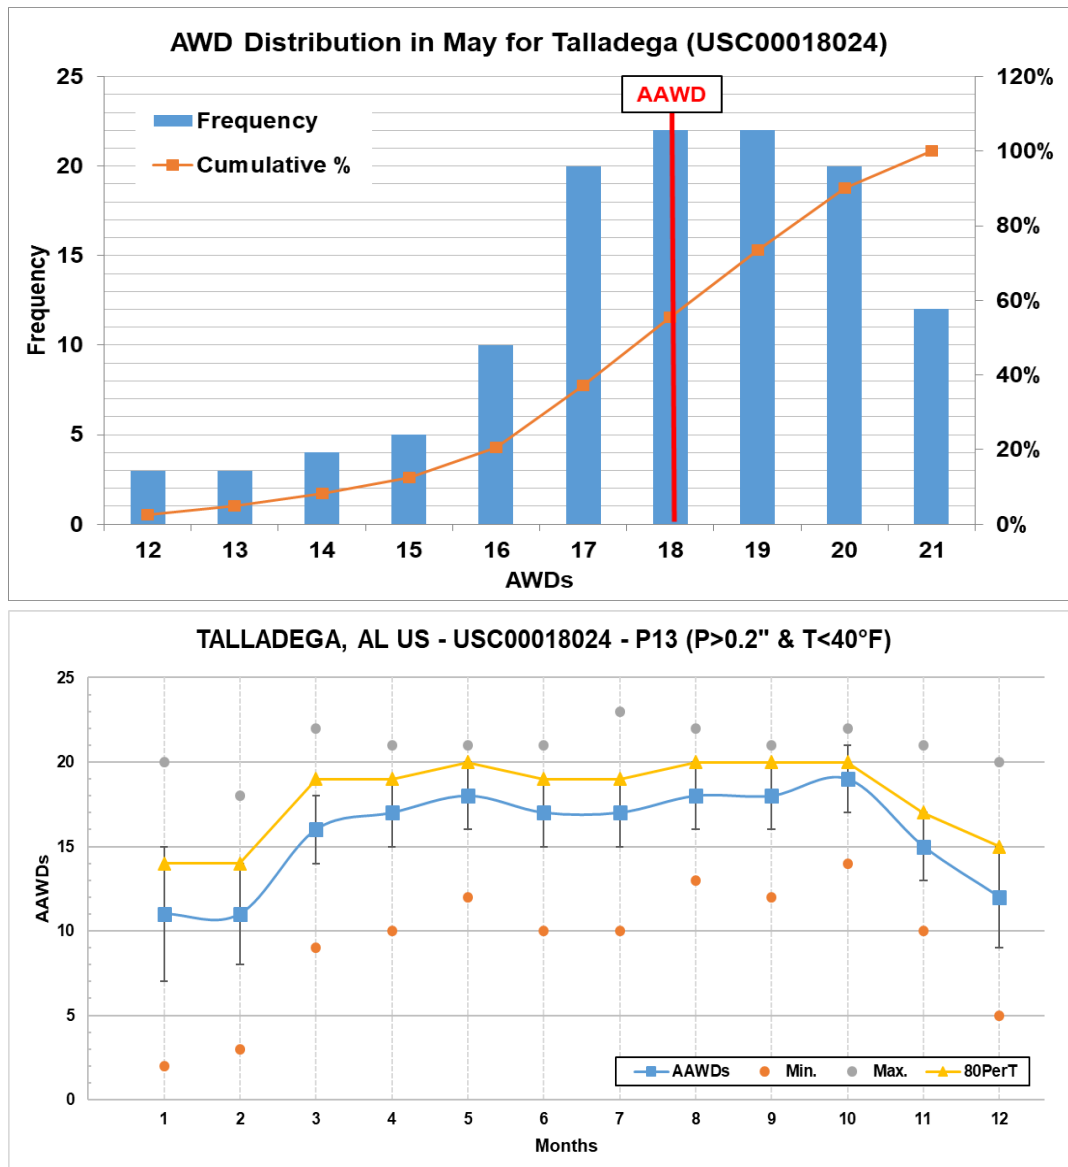 AWD Distribution in May for Talladega (USC00018024)
25
20
15
10
5
0
Frequency
120%
100%
80%
60%
40%
20%
0%
AAWD
Frequency
Cumulative %
12 13 14 15 16 17 18 19 20 21
AWDs
TALLADEGA, AL US - USC00018024 - P13 (P>0.2" & T<40°F)
25
20
15
10
5
0
AAWDs
AAWDs Min. Max. 80PerT
1 2 3 4 5 6 7 8 9 10 11 12
Months